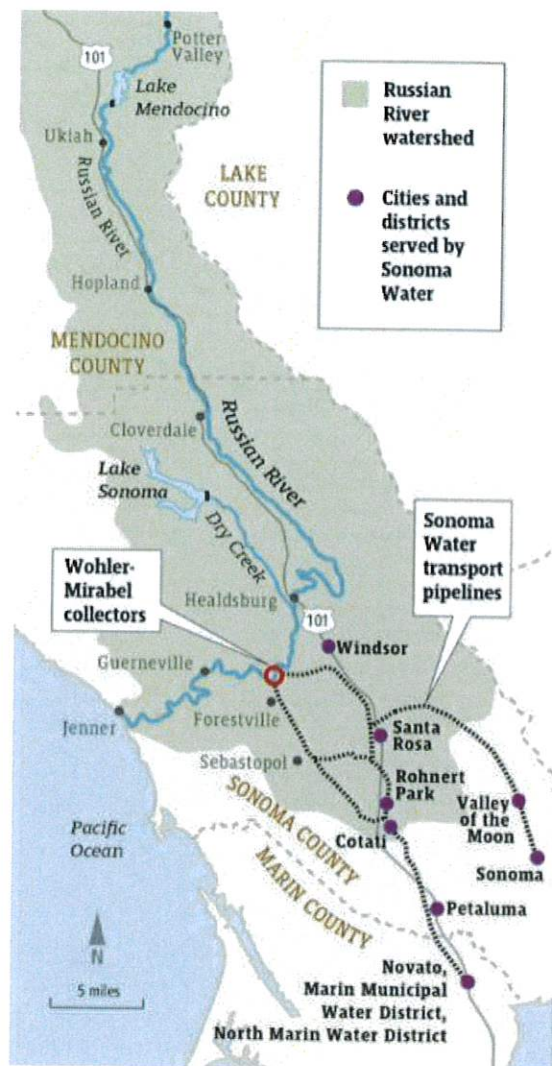 Potter
Valley
101
Lake
Mendocino
Ukiah
Russian River
LAKE
COUNTY
Hopland
MENDOCINO
COUNTY
Cloverdale
Russian River
Lake
Sonoma
Dry Creek
Wohler-
Mirabel
collectors
Healdsburg
101
Sonoma
Water
transport
pipelines
Windsor
Guerneville
Jenner
Forestville
Santa
Rosa
Sebastopol
Rohnert
Park
Valley
of the
Moon
SONOMA COUNTY
Cotati
Sonoma
Pacific
Ocean
MARIN COUNTY
Petaluma
N
5 miles
Novato,
Marin Municipal
Water District,
North Marin Water District
Russian
River
watershed
Cities and
districts
served by
Sonoma
Water